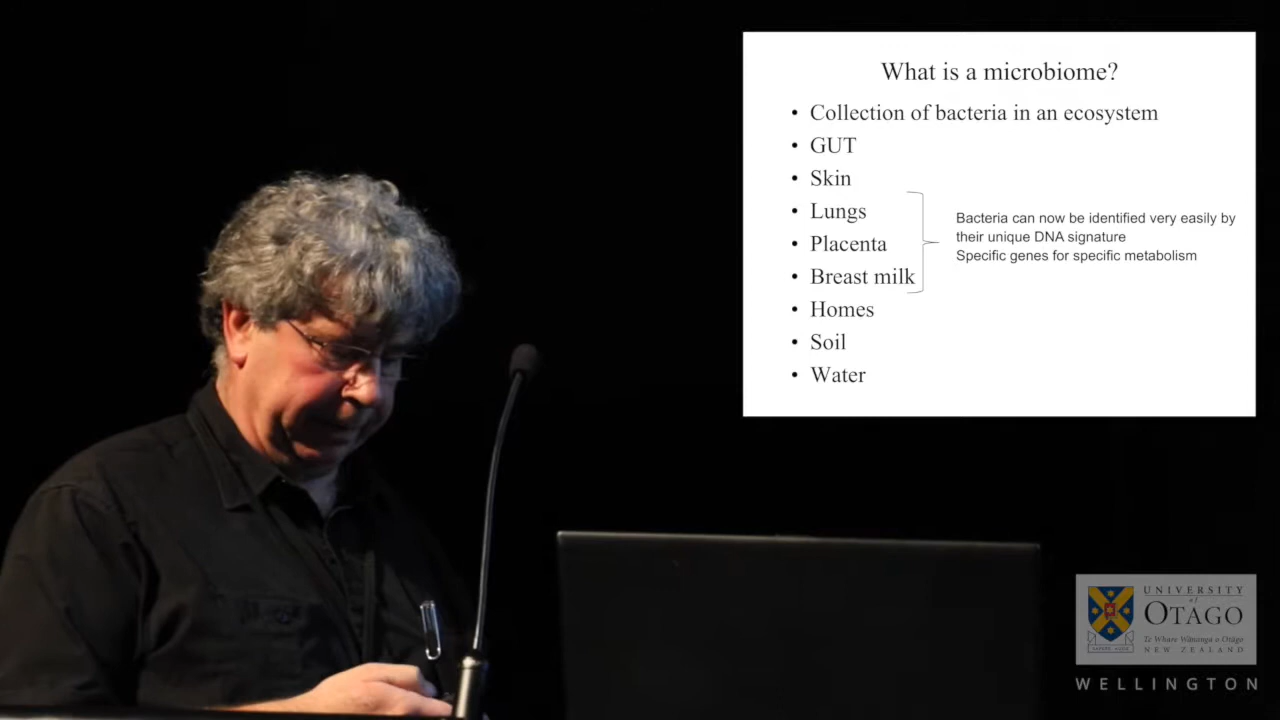 What is a microbiome?
• Collection of bacteria in an ecosystem
• GUT
• Skin
• Lungs
• Placenta
• Breast milk
• Homes
• Soil
• Water
Bacteria can now be identified very easily by
their unique DNA signature
Specific genes for specific metabolism
UNIVERSITY
of
OTAGO
Te Whare Wānanga o Otāgo
NEW ZEALAND
SAPERE AUDE
WELLINGTON